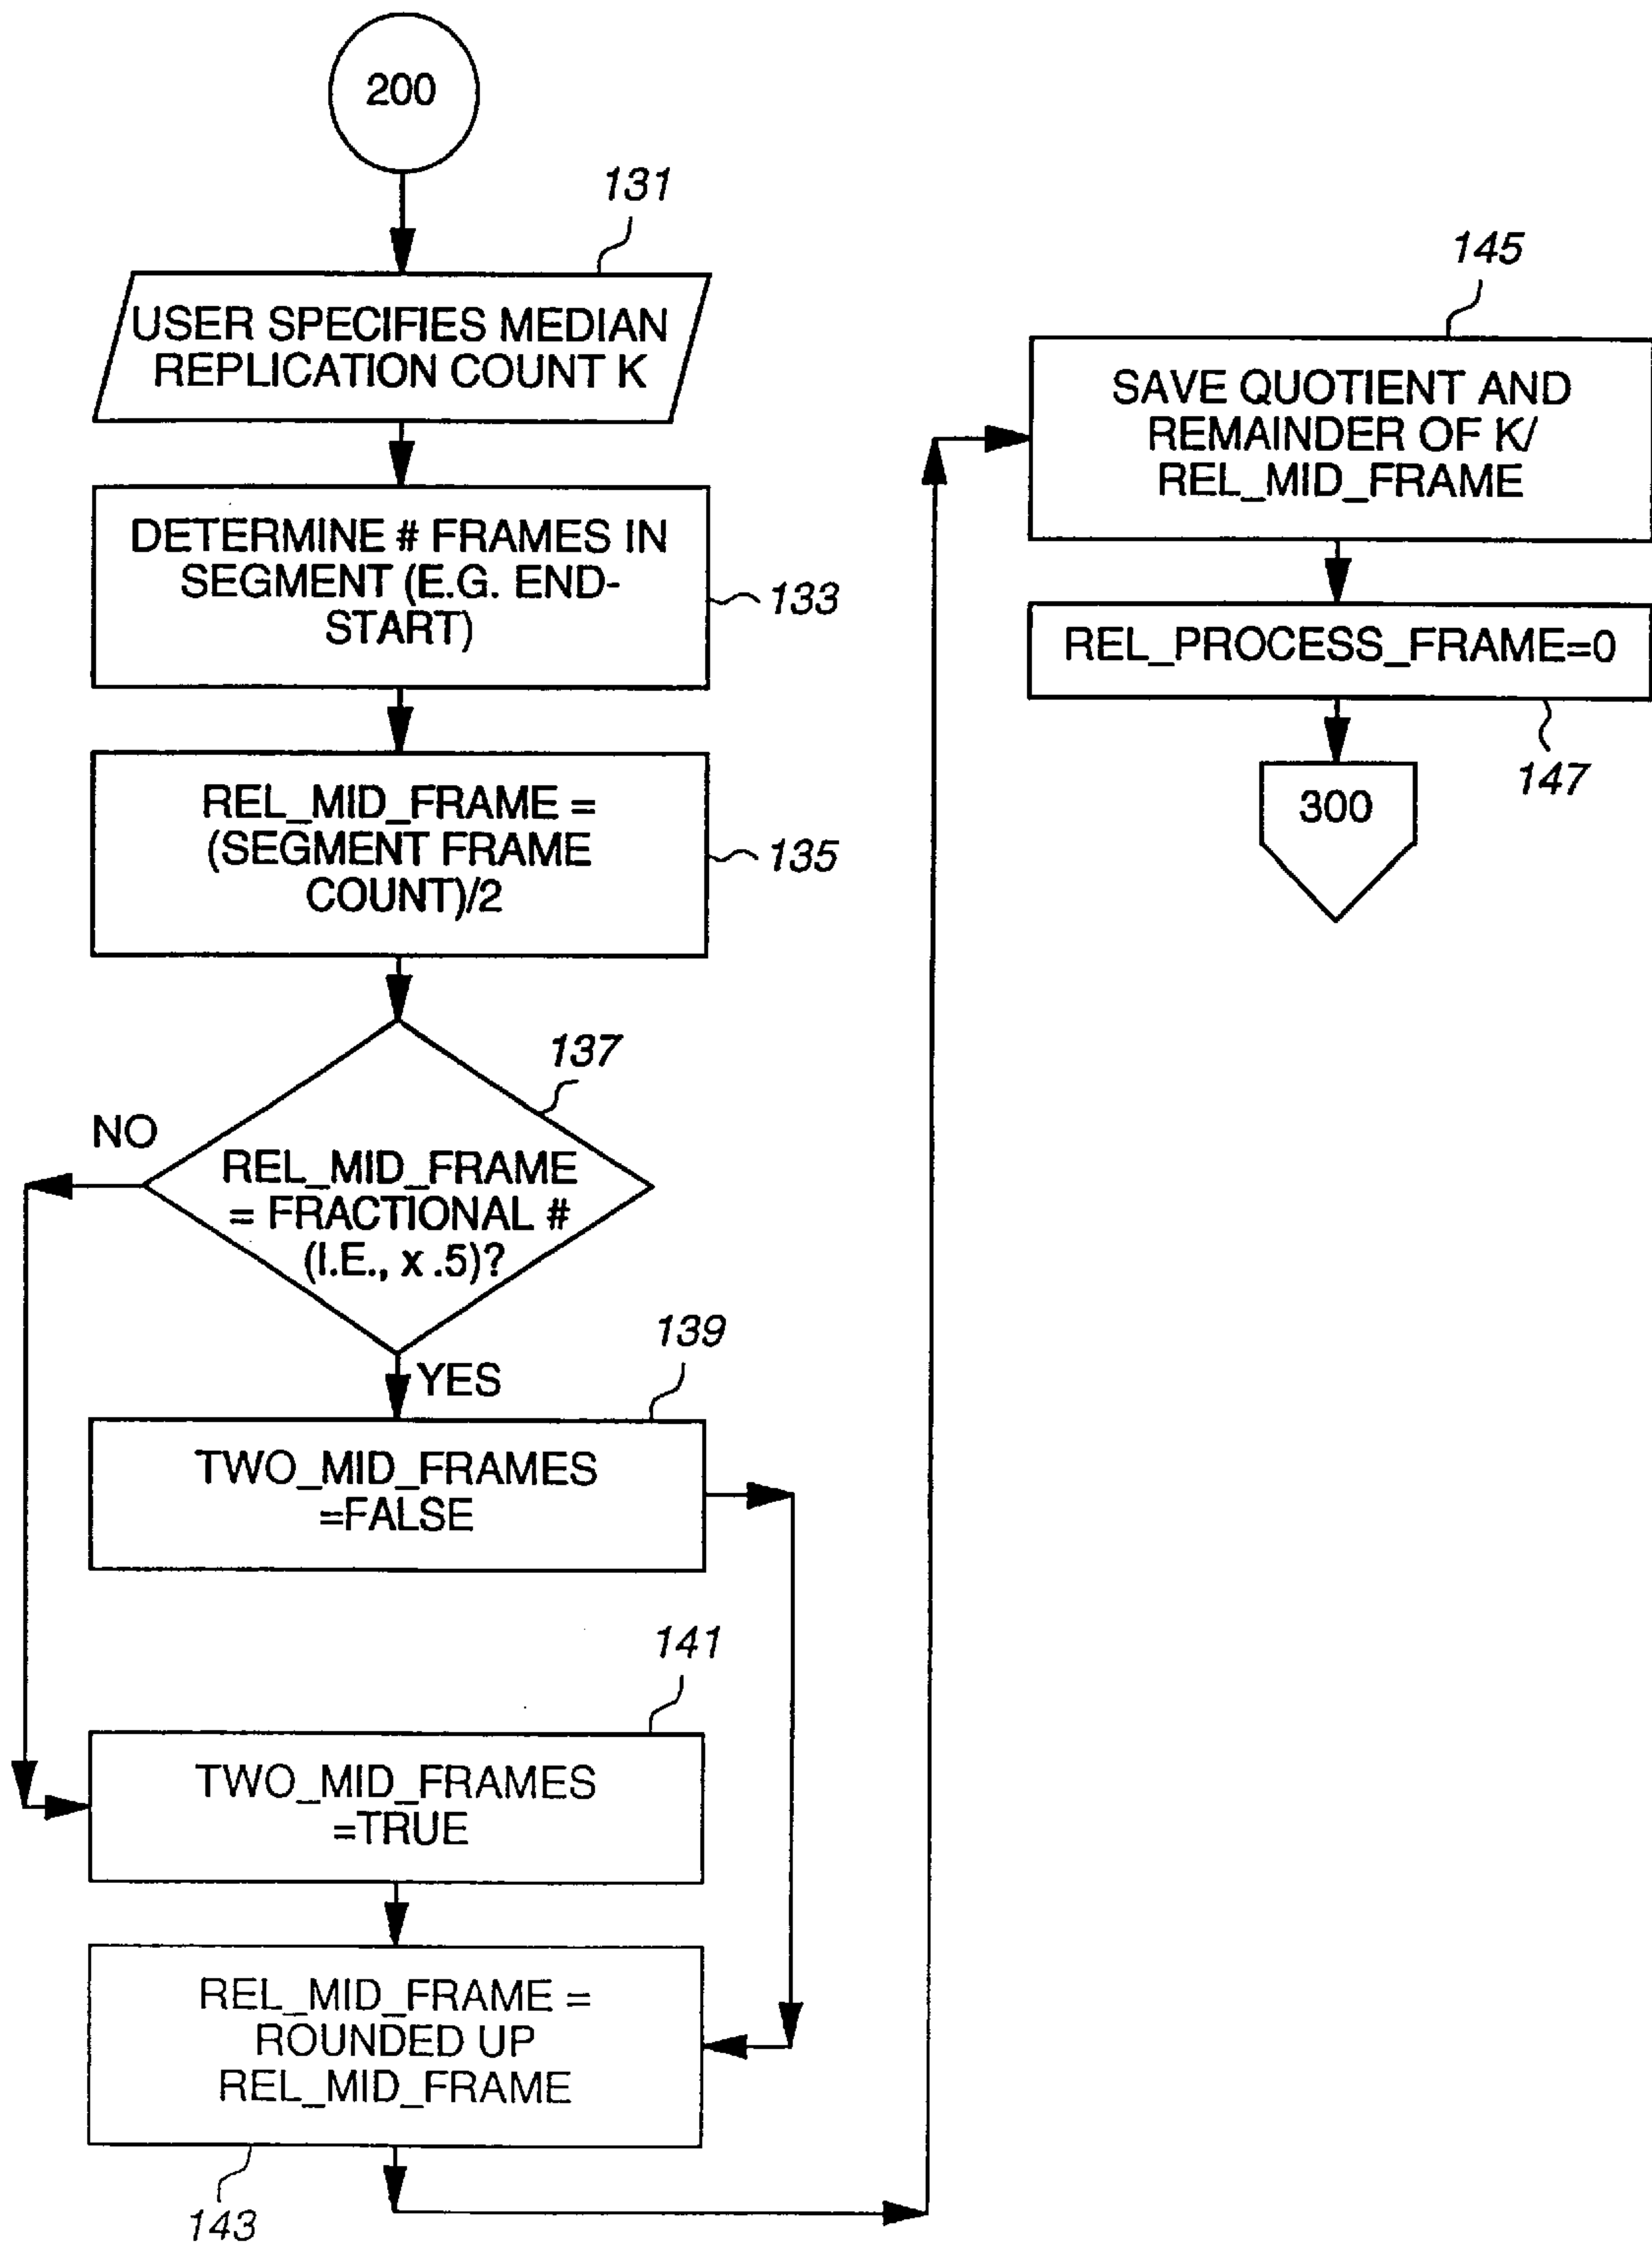 200
131
USER SPECIFIES MEDIAN
REPLICATION COUNT K
DETERMINE # FRAMES IN
SEGMENT (E.G. END-
START)
133
REL_MID_FRAME =
(SEGMENT FRAME
COUNT)/2
135
137
NO
REL_MID_FRAME
= FRACTIONAL #
(I.E., x .5)?
YES
139
TWO_MID_FRAMES
=FALSE
141
TWO_MID_FRAMES
=TRUE
REL_MID_FRAME =
ROUNDED UP
REL_MID_FRAME
143
145
SAVE QUOTIENT AND
REMAINDER OF K/
REL_MID_FRAME
REL_PROCESS_FRAME=0
147
300